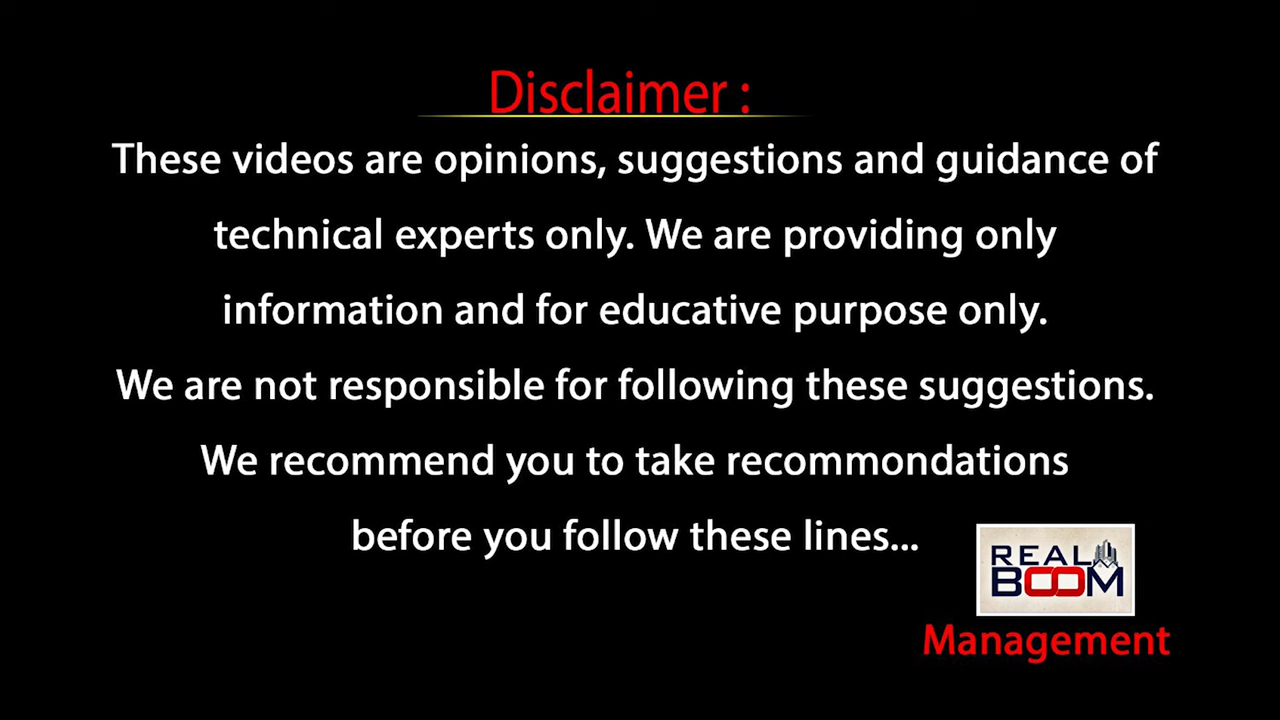 Disclaimer :
These videos are opinions, suggestions and guidance of
technical experts only. We are providing only
information and for educative purpose only.
We are not responsible for following these suggestions.
We recommend you to take recommondations
before you follow these lines...
REAL
BOOM
Management